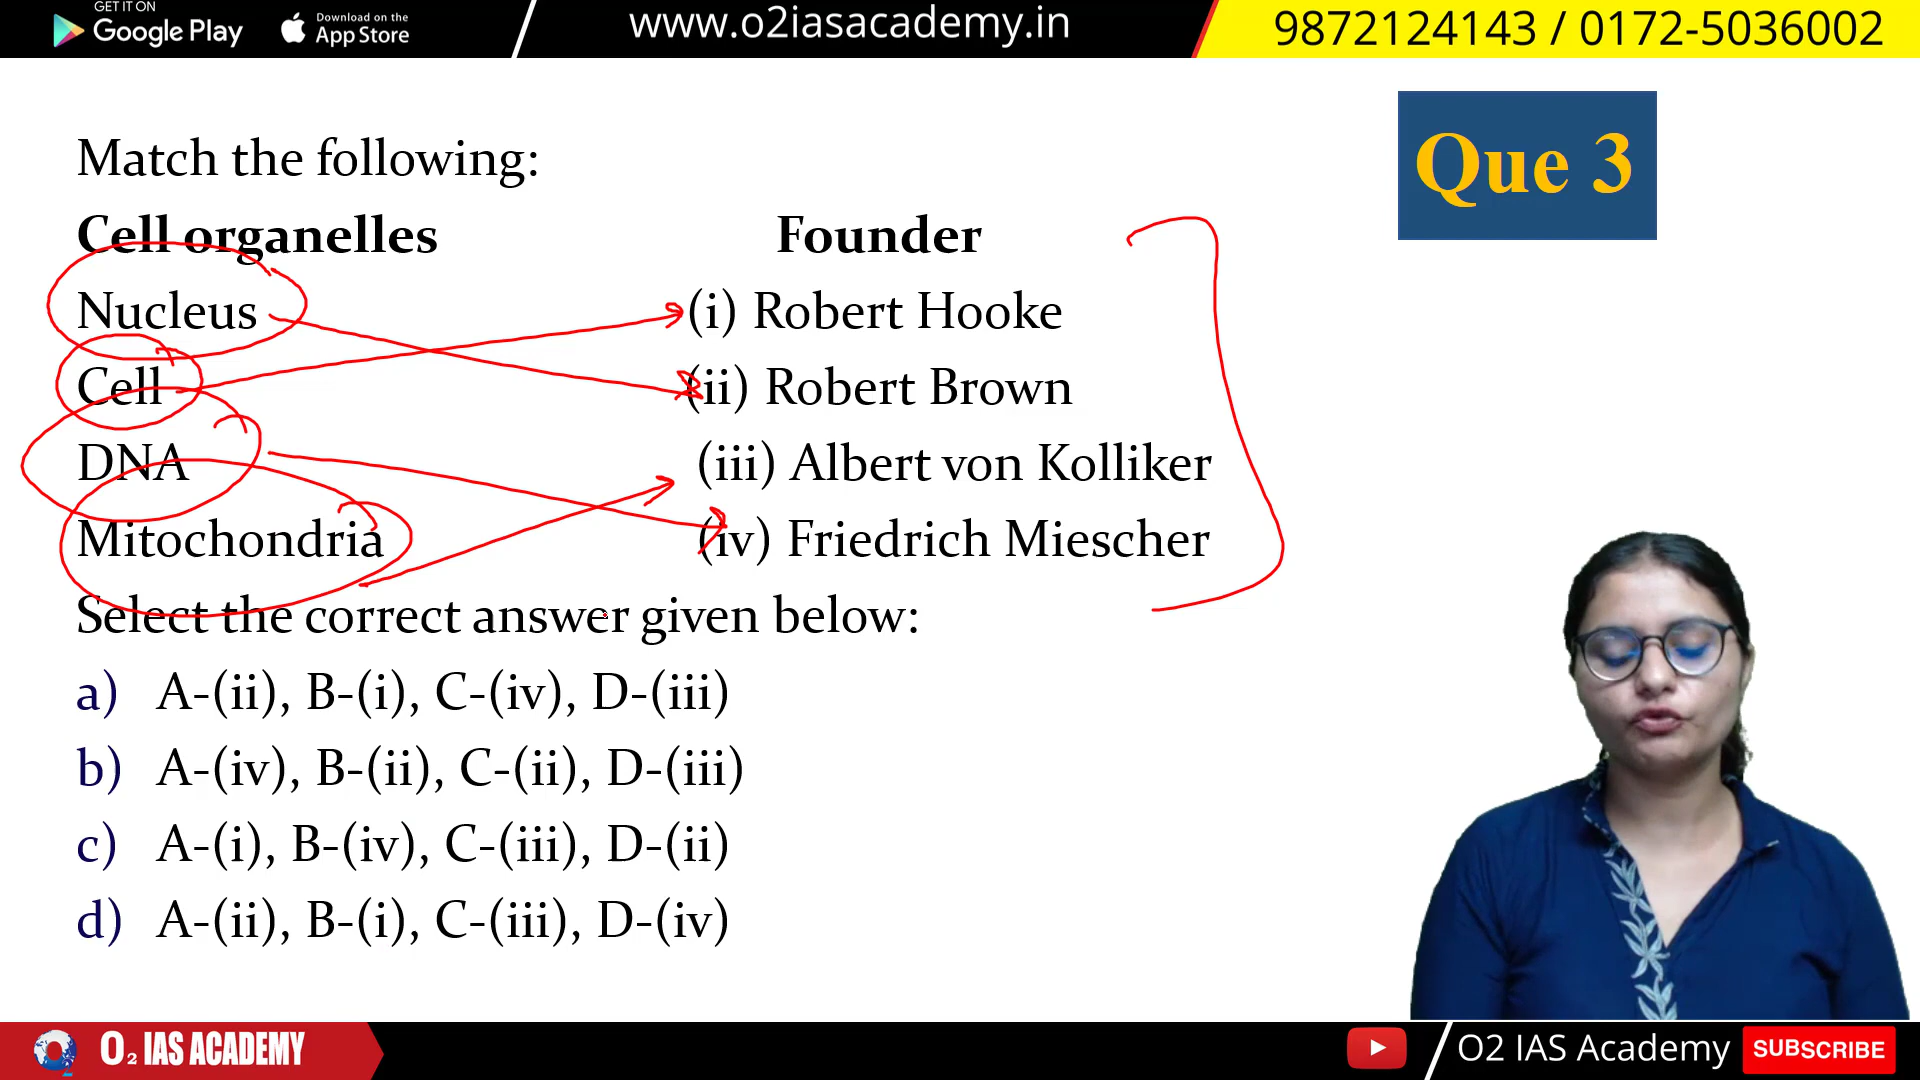 GET IT ON
Google Play
Download on the
App Store
www.o2iasacademy.in
9872124143 / 0172-5036002
Que 3
Match the following:
Cell organelles Founder
Nucleus (i) Robert Hooke
Cell (ii) Robert Brown
DNA (iii) Albert von Kolliker
Mitochondria (iv) Friedrich Miescher
Select the correct answer given below:
a) A-(ii), B-(i), C-(iv), D-(iii)
b) A-(iv), B-(ii), C-(ii), D-(iii)
c) A-(i), B-(iv), C-(iii), D-(ii)
d) A-(ii), B-(i), C-(iii), D-(iv)
O2 IAS ACADEMY
O2 IAS Academy
SUBSCRIBE